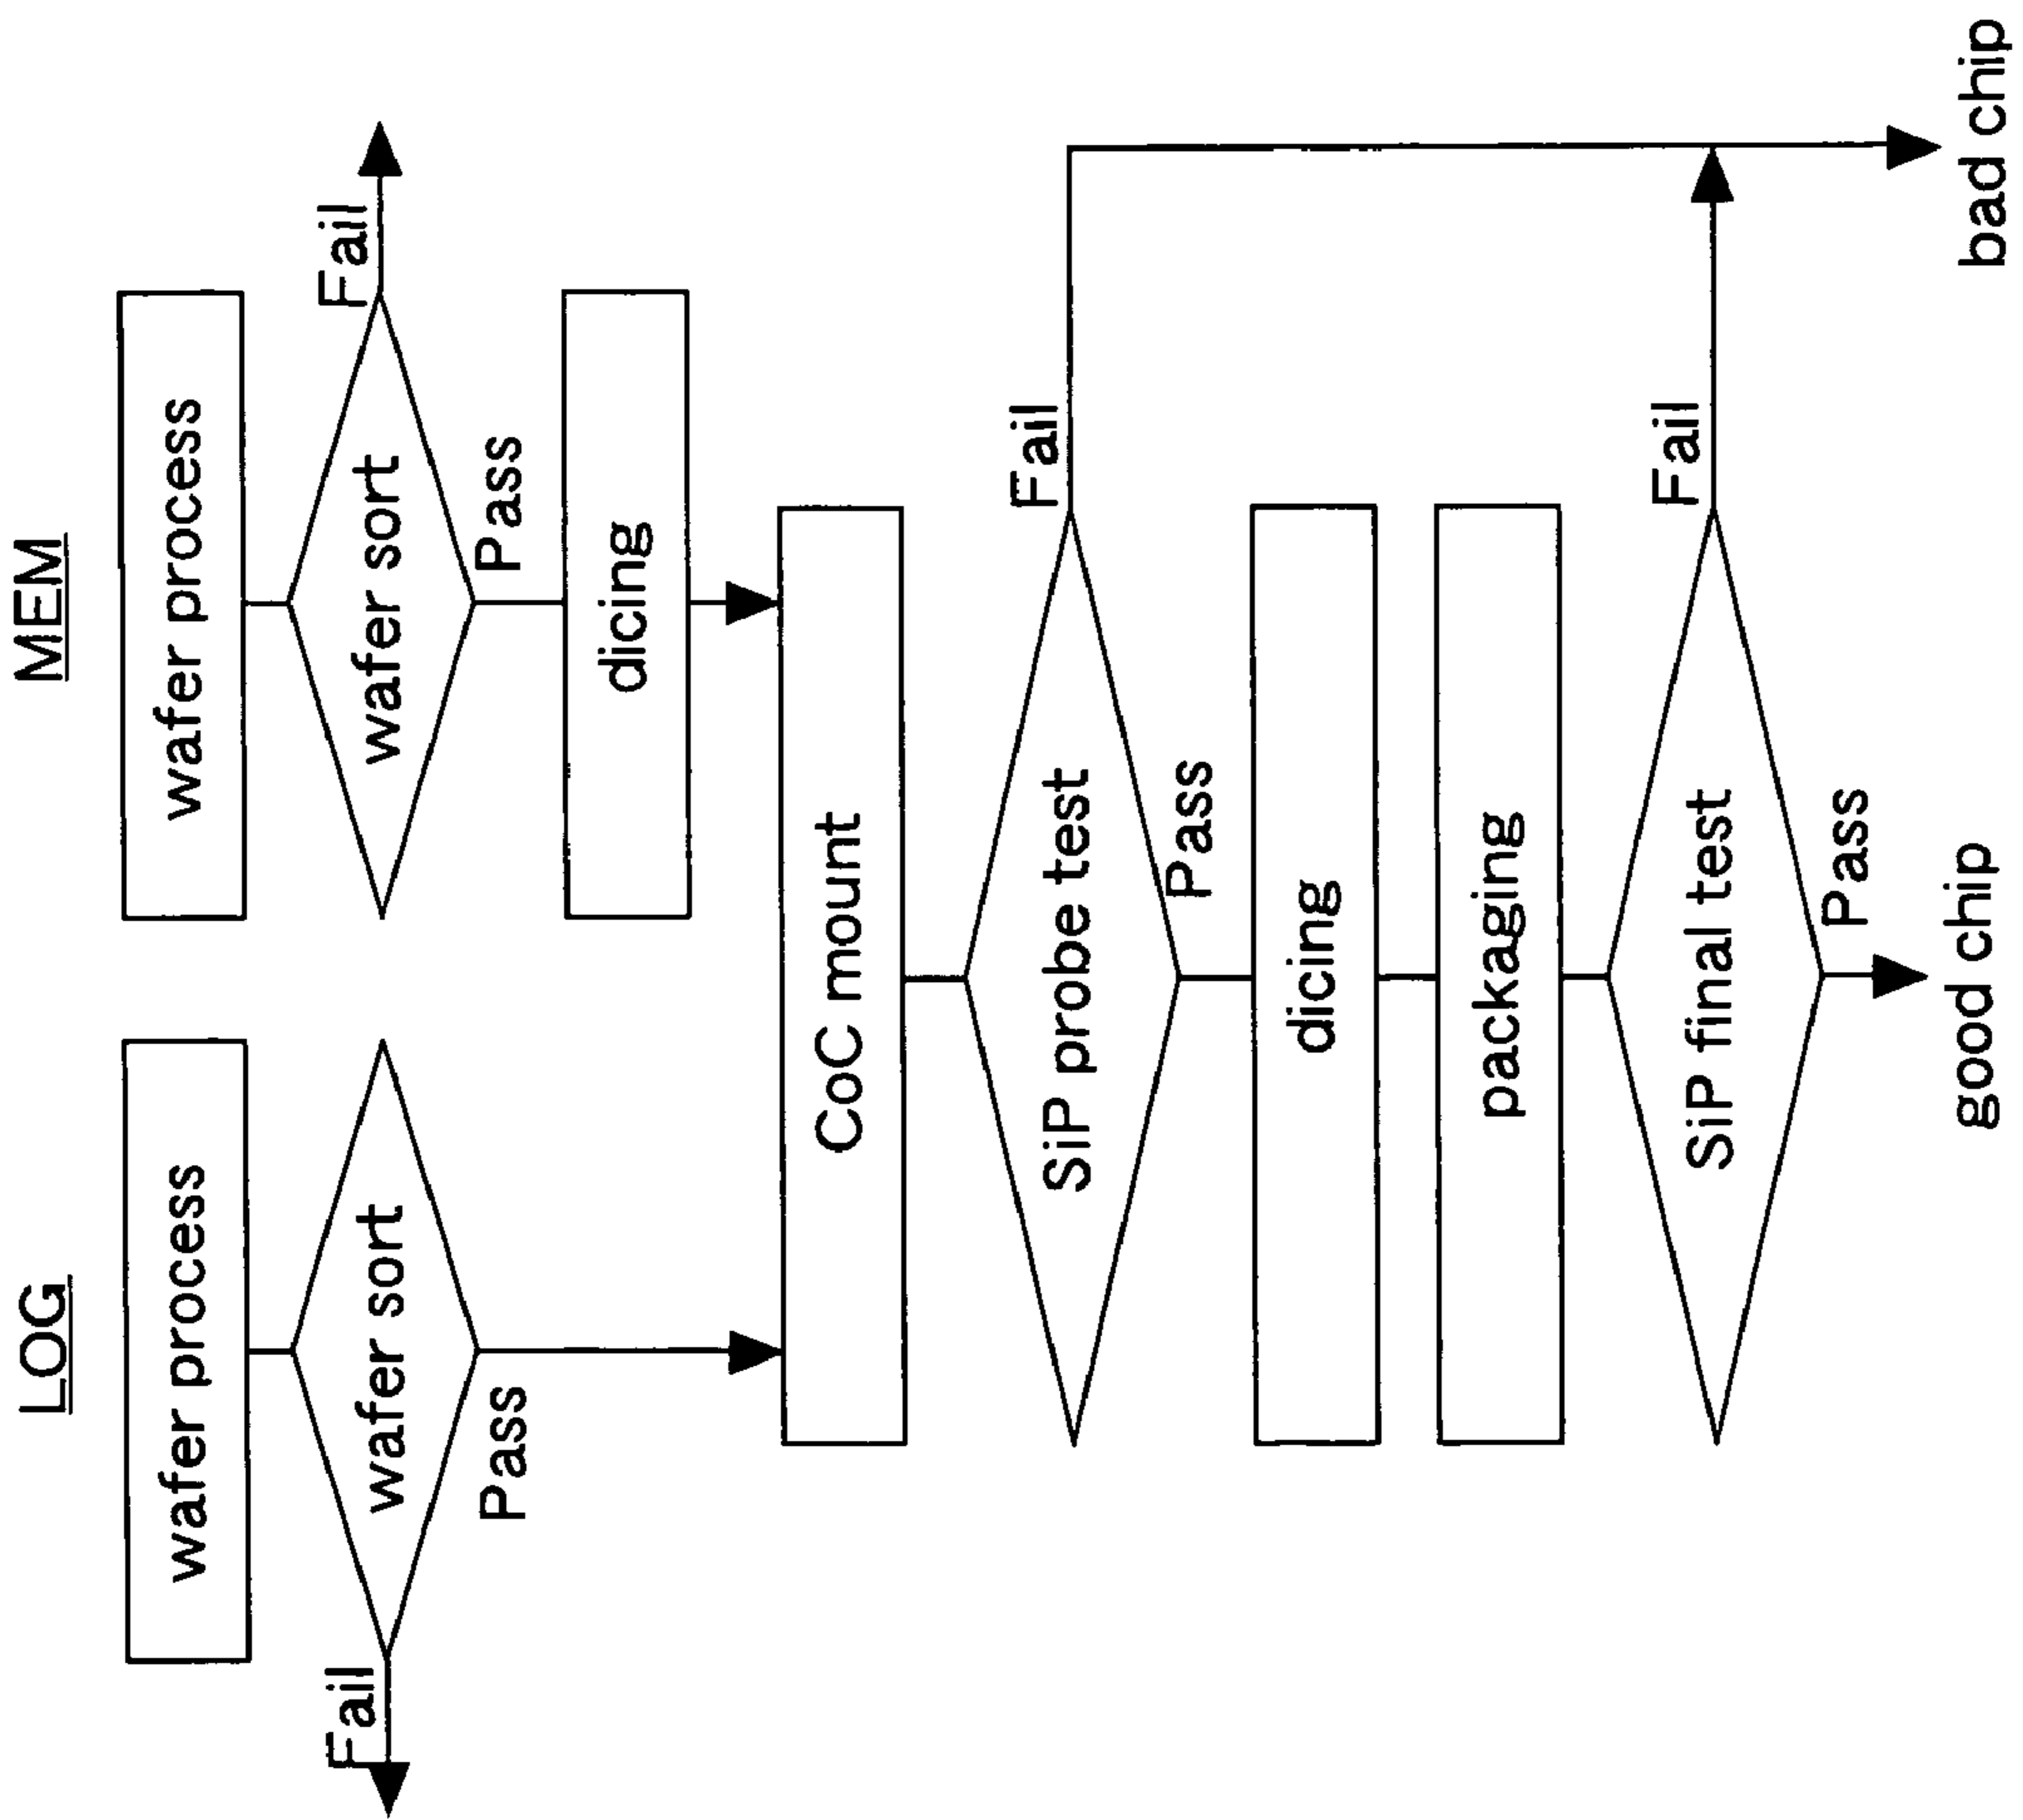 LOG
MEM
wafer process
wafer process
Fail
wafer sort
wafer sort
Fail
Pass
Pass
dicing
CoC mount
SiP probe test
Fail
Pass
dicing
packaging
SiP final test
Fail
Pass
good chip
bad chip